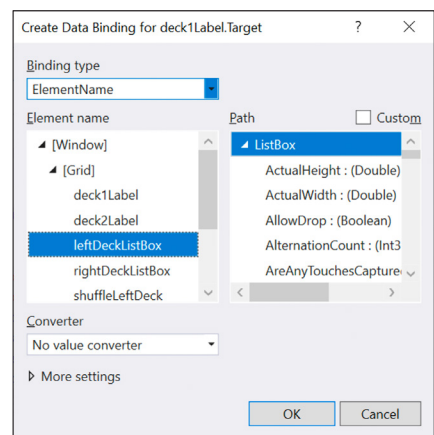 Create Data Binding for deck1Label.Target ? ×
Binding type
ElementName
Element name
[Window]
[Grid]
deck1Label
deck2Label
leftDeckListBox
rightDeckListBox
shuffleLeftDeck
Path Custom
ListBox
ActualHeight : (Double)
ActualWidth : (Double)
AllowDrop : (Boolean)
AlternationCount : (Int3
AreAnyTouchesCapture
Converter
No value converter
More settings
OK Cancel